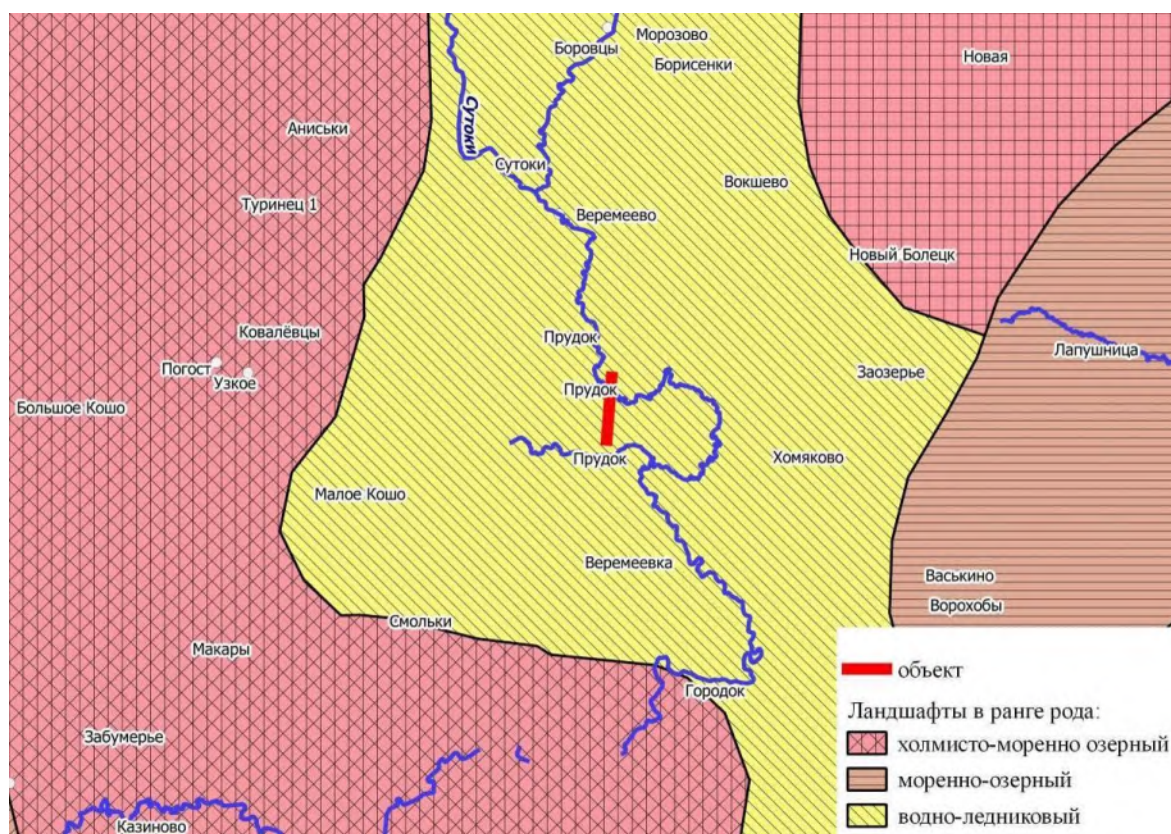 Морозово
Боровцы
Борисенки
Новая
Сутоки
Аниськи
Сутоки
Вокшево
Туринец 1
Веремеево
Новый Болецк
Ковалёвцы
Прудок
Лапушница
Погост
Узкое
Заозерье
Прудок
Большое Кошо
Прудок
Хомяково
Малое Кошо
Веремеевка
Васькино
Ворохобы
Смольки
Макары
Городок
объект
Ландшафты в ранге рода:
Забумерье
холмисто-моренно озерный
моренно-озерный
водно-ледниковый
Казиново